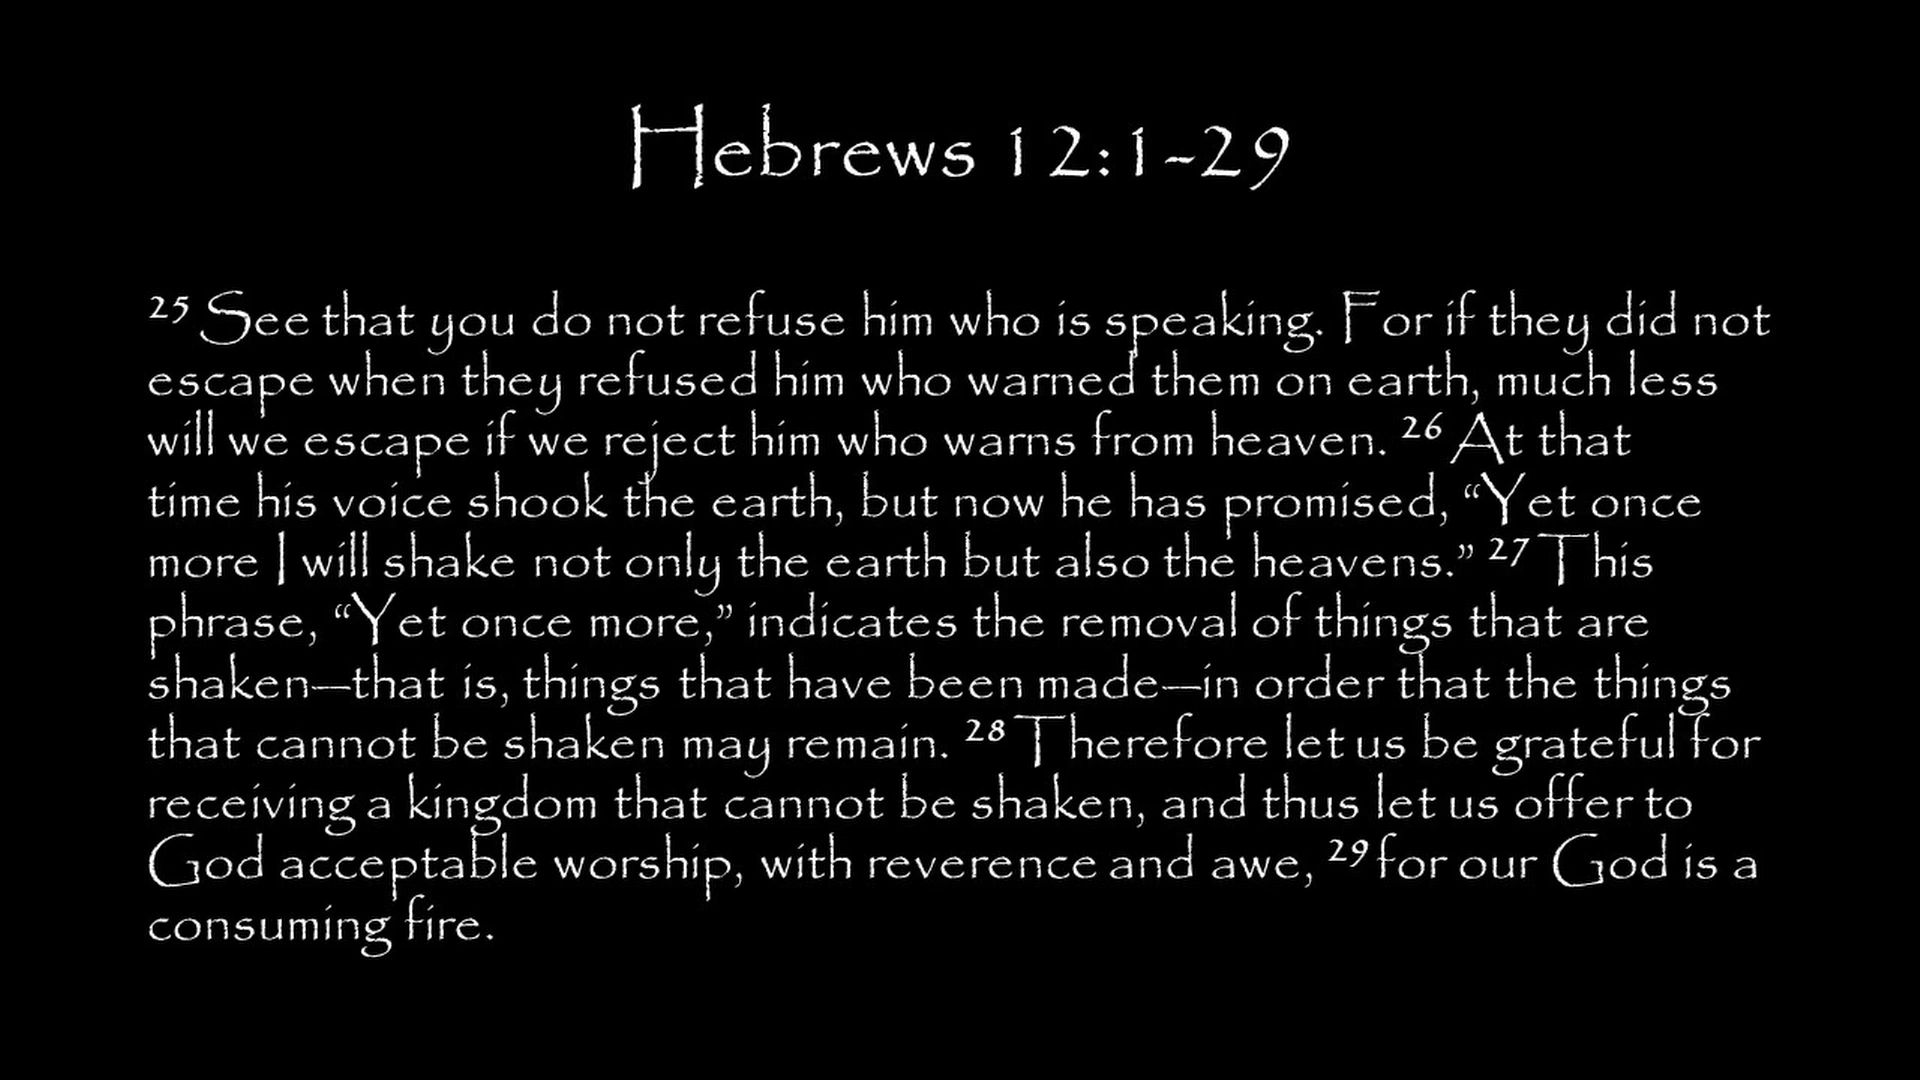 Hebrews 12:1-29
25 See that you do not refuse him who is speaking. For if they did not
escape when they refused him who warned them on earth, much less
will we escape if we reject him who warns from heaven. 26 At that
time his voice shook the earth, but now he has promised, “Yet once
more I will shake not only the earth but also the heavens.” 27 This
phrase, “Yet once more,” indicates the removal of things that are
shaken—that is, things that have been made—in order that the things
that cannot be shaken may remain. 28 Therefore let us be grateful for
receiving a kingdom that cannot be shaken, and thus let us offer to
God acceptable worship, with reverence and awe, 29 for our God is a
consuming fire.